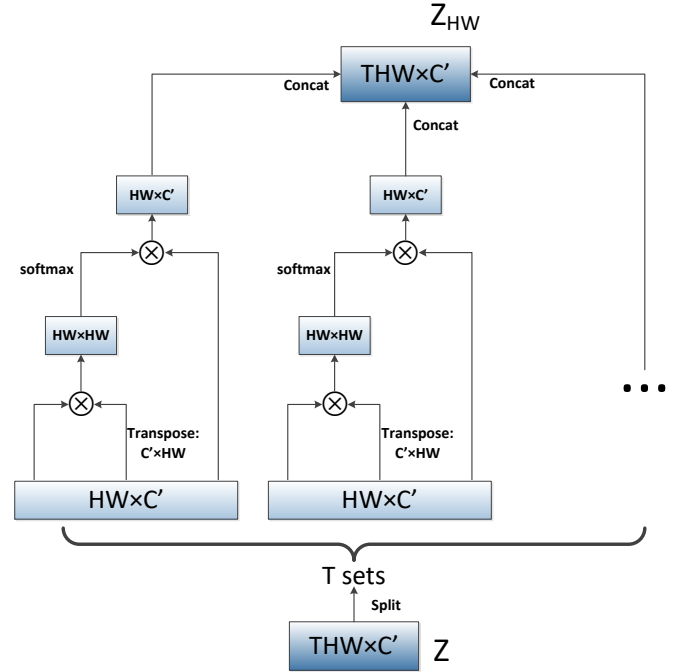 Z_HW
THW×C’
Concat
Concat
Concat
HW×C’
HW×C’
softmax
softmax
HW×HW
HW×HW
Transpose:
C’×HW
Transpose:
C’×HW
...
HW×C’
HW×C’
T sets
Split
THW×C’
Z